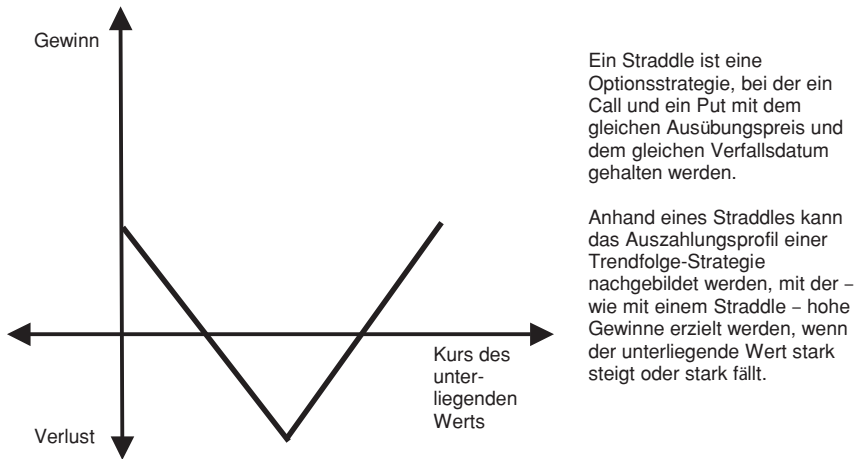 Gewinn
Ein Straddle ist eine
Optionsstrategie, bei der ein
Call und ein Put mit dem
gleichen Ausübungspreis und
dem gleichen Verfallsdatum
gehalten werden.
Anhand eines Straddles kann
das Auszahlungsprofil einer
Trendfolge-Strategie
nachgebildet werden, mit der –
wie mit einem Straddle – hohe
Gewinne erzielt werden, wenn
der unterliegende Wert stark
steigt oder stark fällt.
Kurs des
unter-
liegenden
Werts
Verlust